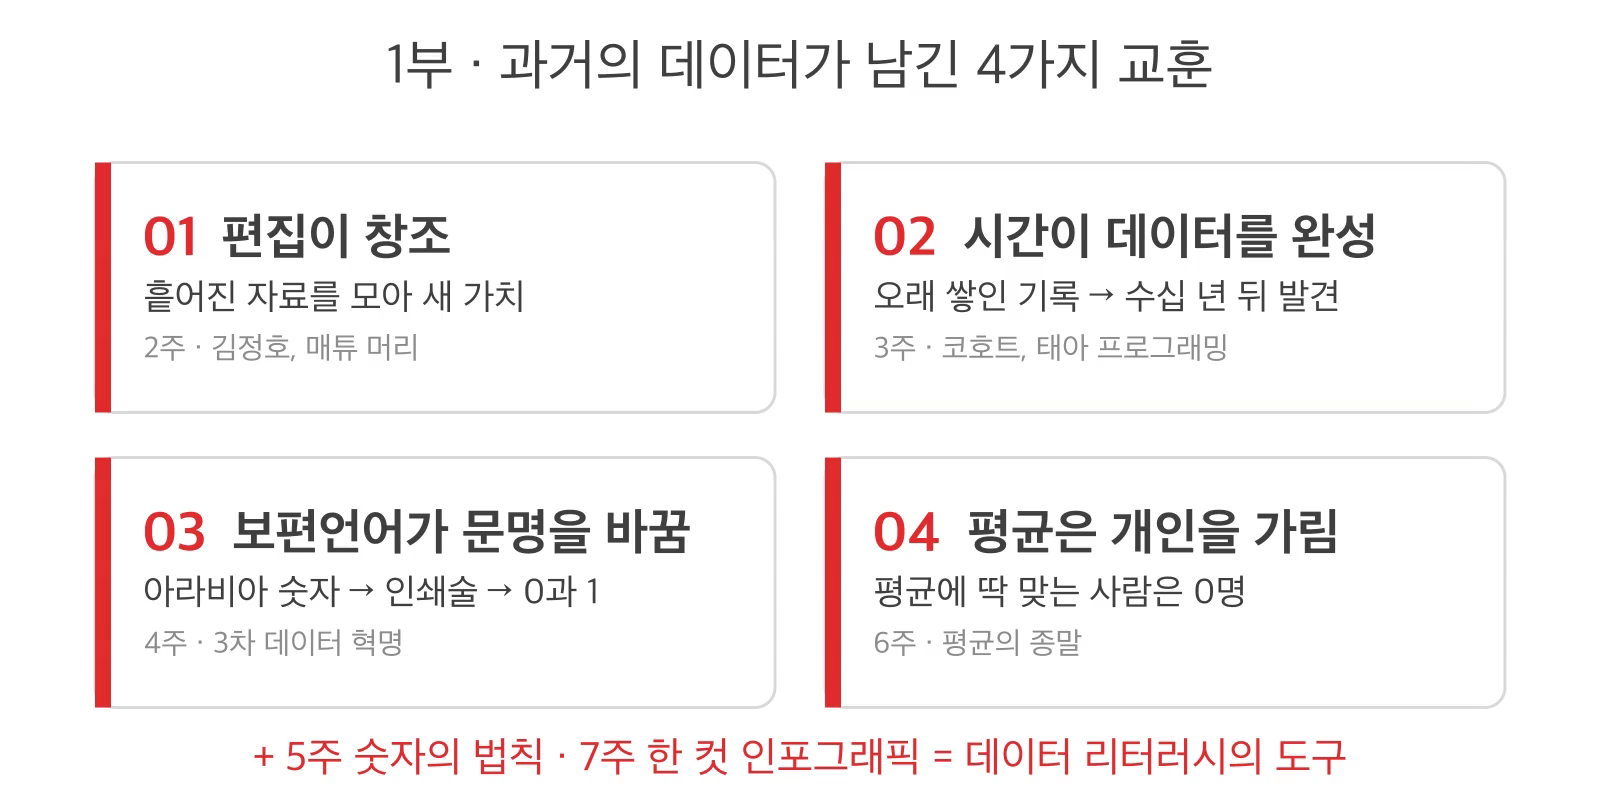 1부 · 과거의 데이터가 남긴 4가지 교훈
01 편집이 창조
흩어진 자료를 모아 새 가치
2주 · 김정호, 매튜 머리
02 시간이 데이터를 완성
오래 쌓인 기록 → 수십 년 뒤 발견
3주 · 코호트, 태아 프로그래밍
03 보편언어가 문명을 바꿈
아라비아 숫자 → 인쇄술 → 0과 1
4주 · 3차 데이터 혁명
04 평균은 개인을 가림
평균에 딱 맞는 사람은 0명
6주 · 평균의 종말
+ 5주 숫자의 법칙 · 7주 한 컷 인포그래픽 = 데이터 리터러시의 도구